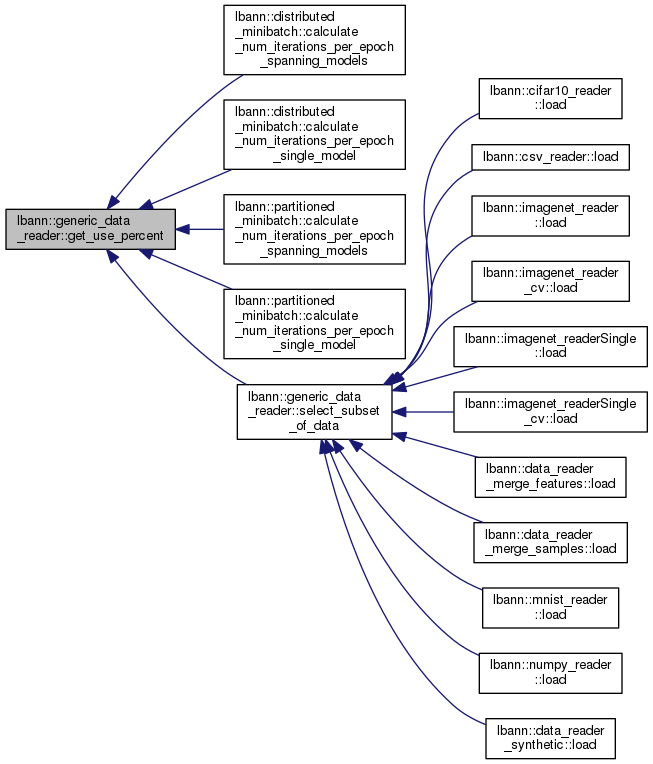 lbann::generic_data
_reader::get_use_percent
lbann::distributed
_minibatch::calculate
_num_iterations_per_epoch
_spanning_models
lbann::distributed
_minibatch::calculate
_num_iterations_per_epoch
_single_model
lbann::partitioned
_minibatch::calculate
_num_iterations_per_epoch
_spanning_models
lbann::partitioned
_minibatch::calculate
_num_iterations_per_epoch
_single_model
lbann::generic_data
_reader::select_subset
_of_data
lbann::cifar10_reader
::load
lbann::csv_reader::load
lbann::imagenet_reader
::load
lbann::imagenet_reader
_cv::load
lbann::imagenet_readerSingle
::load
lbann::imagenet_readerSingle
_cv::load
lbann::data_reader
_merge_features::load
lbann::data_reader
_merge_samples::load
lbann::mnist_reader
::load
lbann::numpy_reader
::load
lbann::data_reader
_synthetic::load